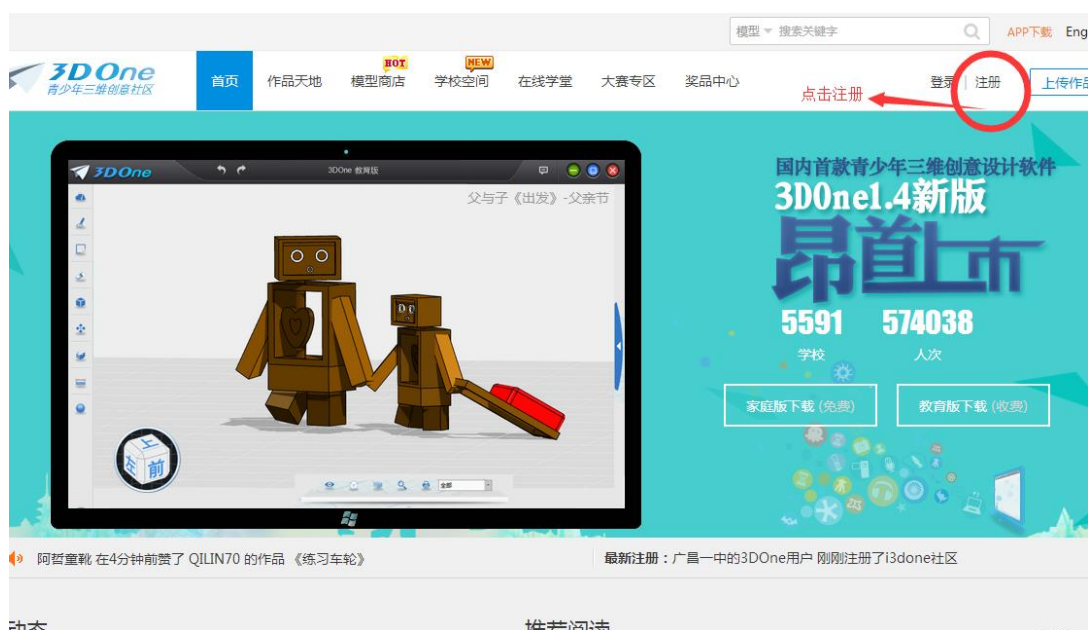 模型 搜索关键字 APP下载 Eng
HOT NEW
3D One
青少年三维创意社区
首页 作品天地 模型商店 学校空间 在线学堂 大赛专区 奖品中心 登录 | 注册 上传作品
点击注册
3DOne 3DOne 教育版
父与子《出发》-父亲节
国内首款青少年三维创意设计软件
3DOne1.4新版
昂首上市
5591 574038
学校 人次
家庭版下载 (免费) 教育版下载 (收费)
上
左 前
全部
阿哲童靴 在4分钟前赞了 QILIN70 的作品 《练习车轮》 最新注册：广昌一中的3DOne用户 刚刚注册了i3done社区
动态 推荐阅读